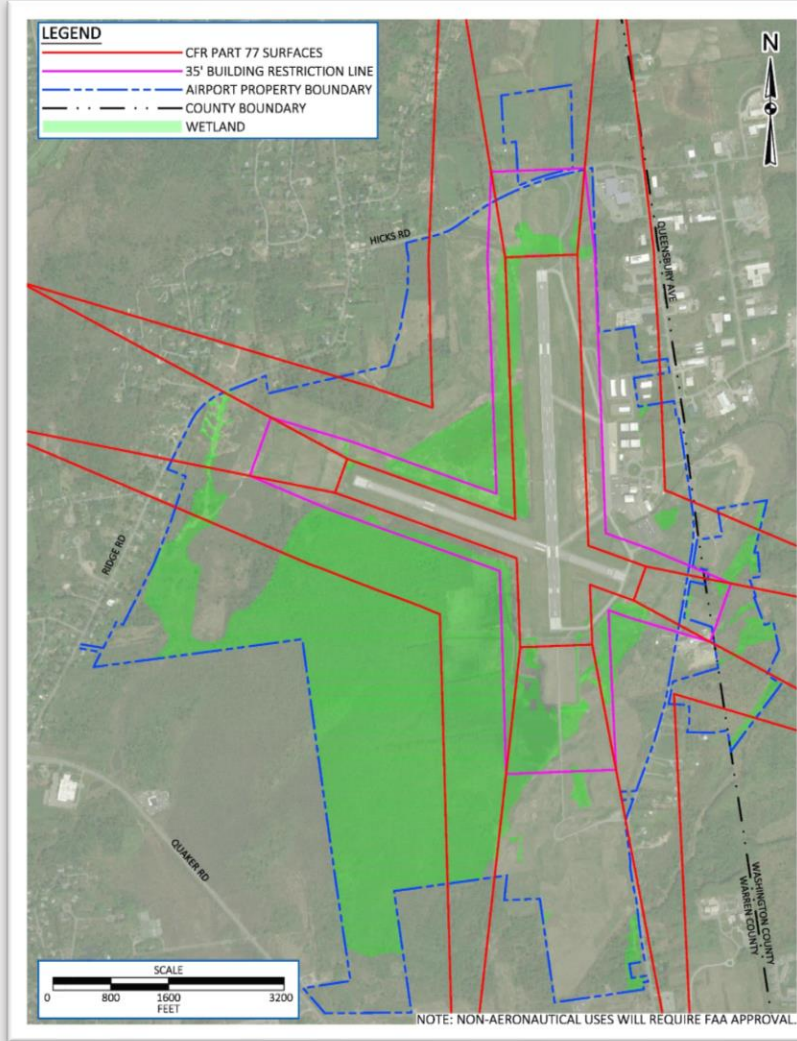 LEGEND
CFR PART 77 SURFACES
35' BUILDING RESTRICTION LINE
AIRPORT PROPERTY BOUNDARY
COUNTY BOUNDARY
WETLAND
N
HICKS RD
QUEENSBURY AVE
RIDGE RD
QUAKER RD
WASHINGTON COUNTY
WARREN COUNTY
SCALE
0 800 1600 3200
FEET
NOTE: NON-AERONAUTICAL USES WILL REQUIRE FAA APPROVAL.